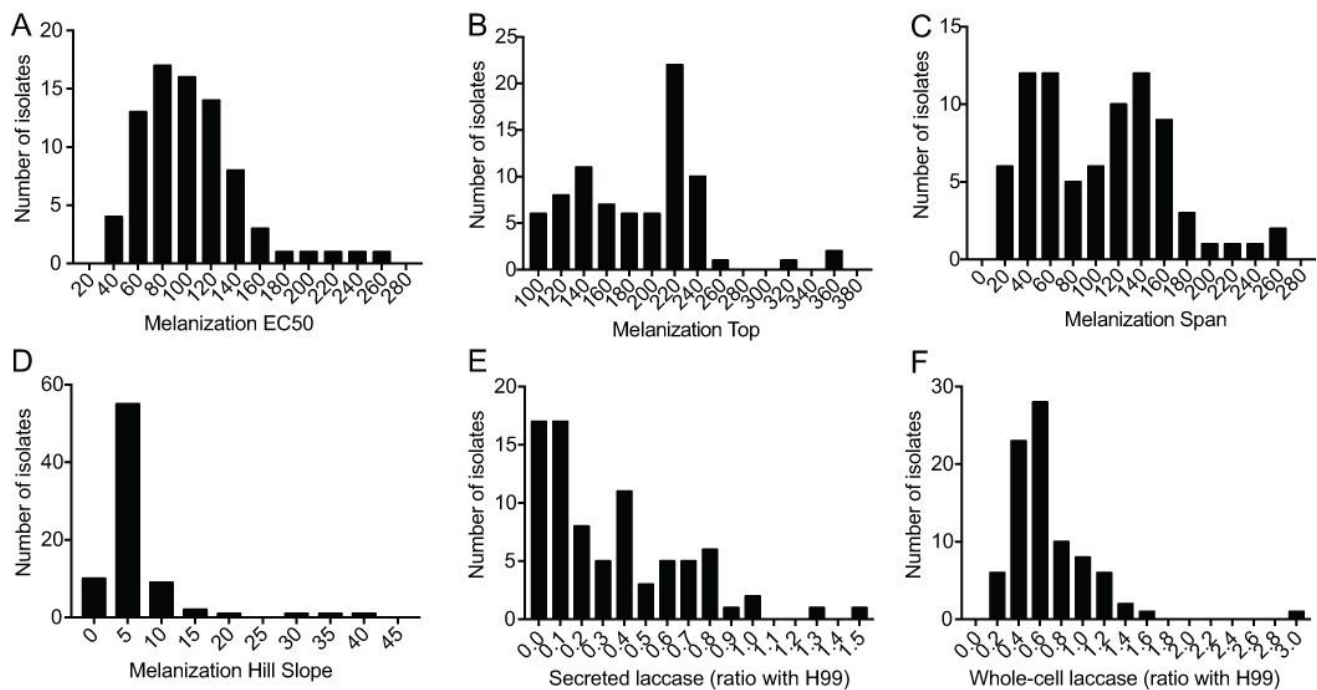 A
Number of isolates
20
15
10
5
0
20 40 60 80 100 120 140 160 180 200 220 240 260 280
Melanization EC50
B
Number of isolates
25
20
15
10
5
0
100 120 140 160 180 200 220 240 260 280 300 320 340 360 380
Melanization Top
C
Number of isolates
15
10
5
0
0 20 40 60 80 100 120 140 160 180 200 220 240 260 280
Melanization Span
D
Number of isolates
60
40
20
0
0 5 10 15 20 25 30 35 40 45
Melanization Hill Slope
E
Number of isolates
20
15
10
5
0
0.0 0.1 0.2 0.3 0.4 0.5 0.6 0.7 0.8 0.9 1.0 1.1 1.2 1.3 1.4 1.5
Secreted laccase (ratio with H99)
F
Number of isolates
30
20
10
0
0.0 0.2 0.4 0.6 0.8 1.0 1.2 1.4 1.6 1.8 2.0 2.2 2.4 2.6 2.8 3.0
Whole-cell laccase (ratio with H99)